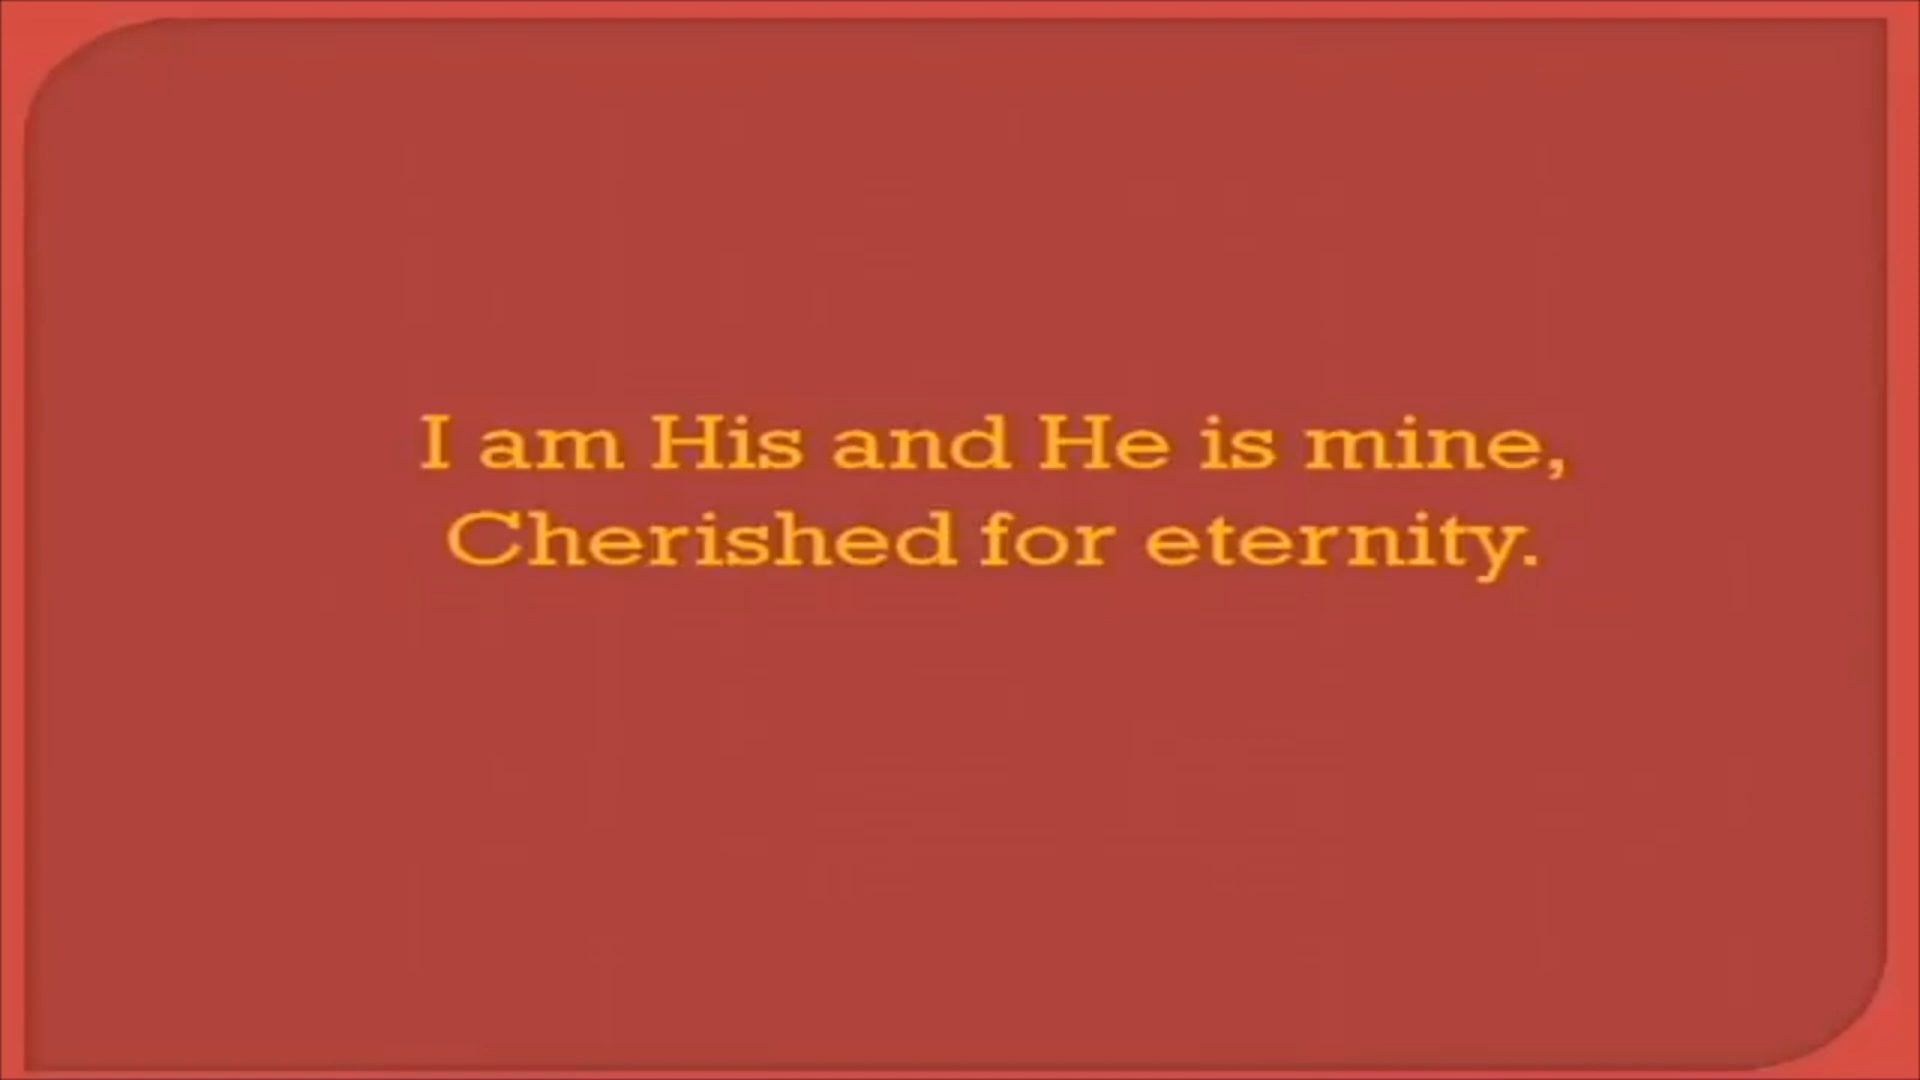 I am His and He is mine,
Cherished for eternity.